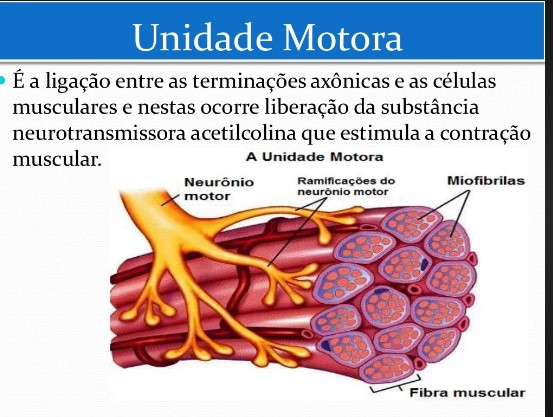 Unidade Motora
É a ligação entre as terminações axônicas e as células
musculares e nestas ocorre liberação da substância
neurotransmissora acetilcolina que estimula a contração
muscular.
A Unidade Motora
Neurônio
motor
Ramificações do
neurônio motor
Miofibrilas
Fibra muscular